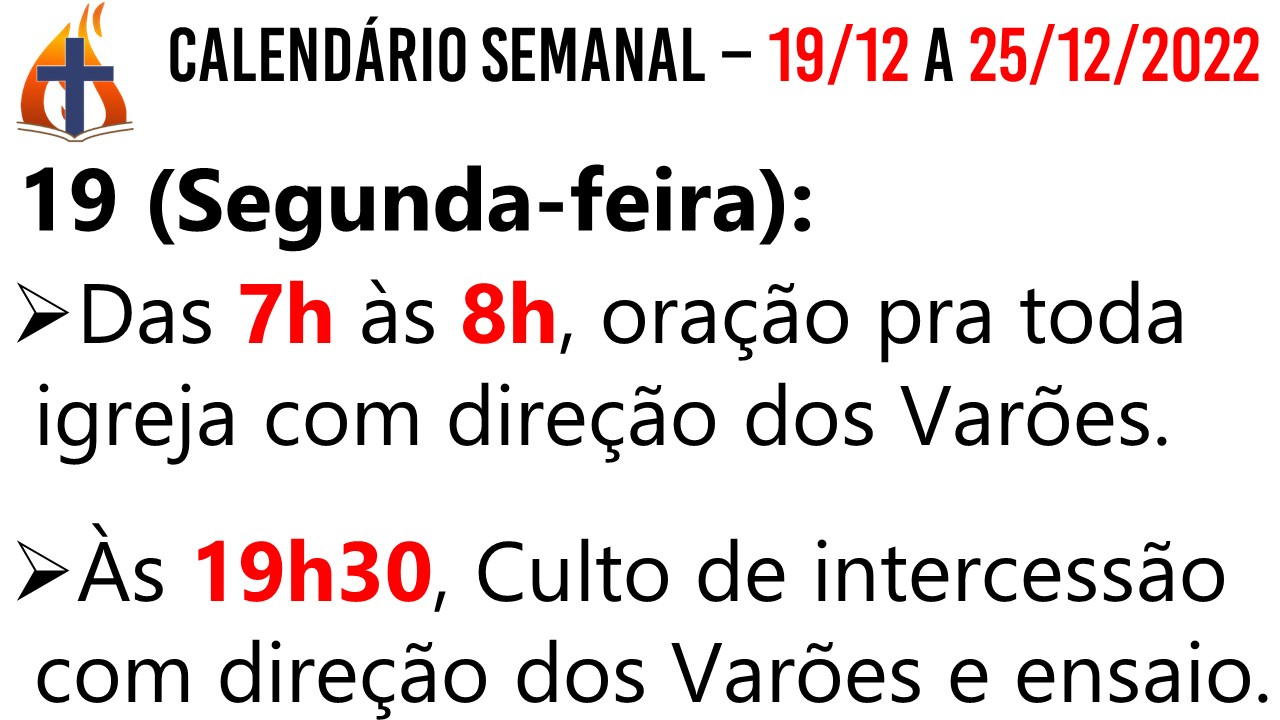 CALENDÁRIO SEMANAL – 19/12 A 25/12/2022
19 (Segunda-feira):
➢Das 7h às 8h, oração pra toda
igreja com direção dos Varões.
➢Às 19h30, Culto de intercessão
com direção dos Varões e ensaio.